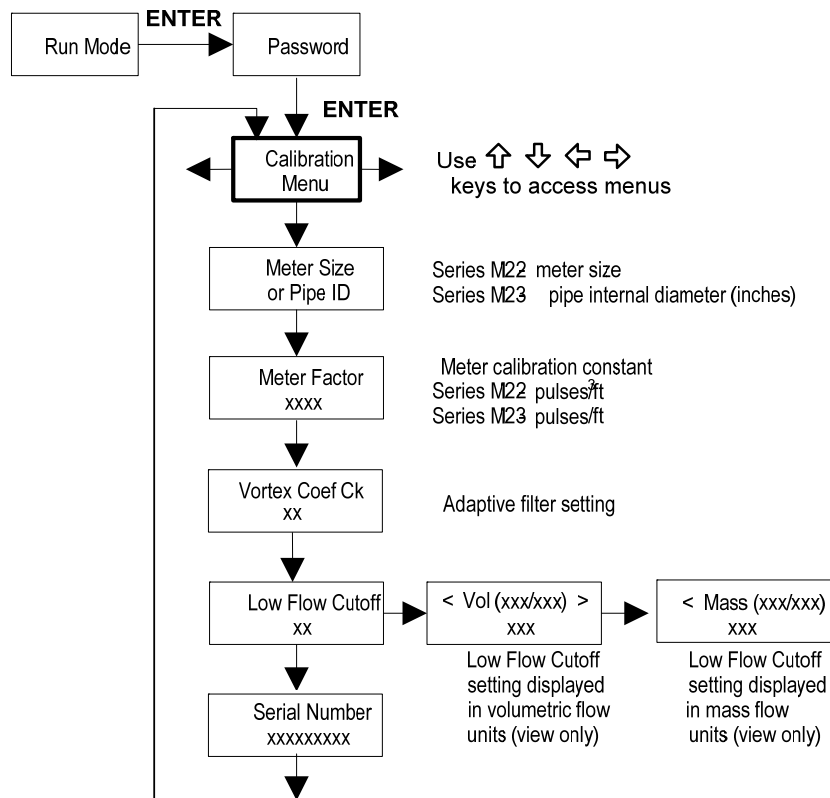 ENTER
Run Mode
Password
ENTER
Calibration
Menu
Use ⇧ ⇩ ⇦ ⇨
keys to access menus
Meter Size
or Pipe ID
Series M22- meter size
Series M23- pipe internal diameter (inches)
Meter Factor
xxxx
Meter calibration constant
Series M22- pulses/ft³
Series M23- pulses/ft
Vortex Coef Ck
xx
Adaptive filter setting
Low Flow Cutoff
xx
< Vol (xxx/xxx) >
xxx
< Mass (xxx/xxx)
xxx
Low Flow Cutoff
setting displayed
in volumetric flow
units (view only)
Low Flow Cutoff
setting displayed
in mass flow
units (view only)
Serial Number
xxxxxxxxx